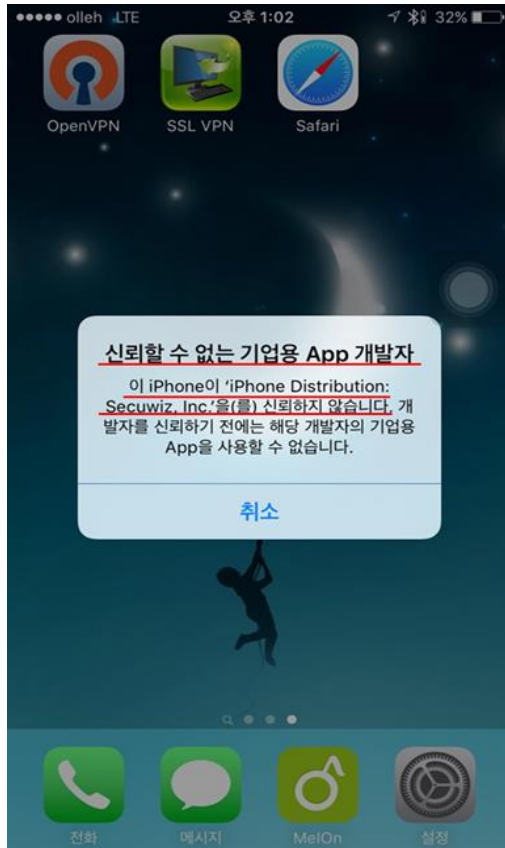 olleh LTE 오후 1:02 32%
OpenVPN SSL VPN Safari
신뢰할 수 없는 기업용 App 개발자
이 iPhone이 ‘iPhone Distribution:
Secuwiz, Inc.’을(를) 신뢰하지 않습니다. 개
발자를 신뢰하기 전에는 해당 개발자의 기업용
App을 사용할 수 없습니다.
취소
전화 메시지 MelOn 설정